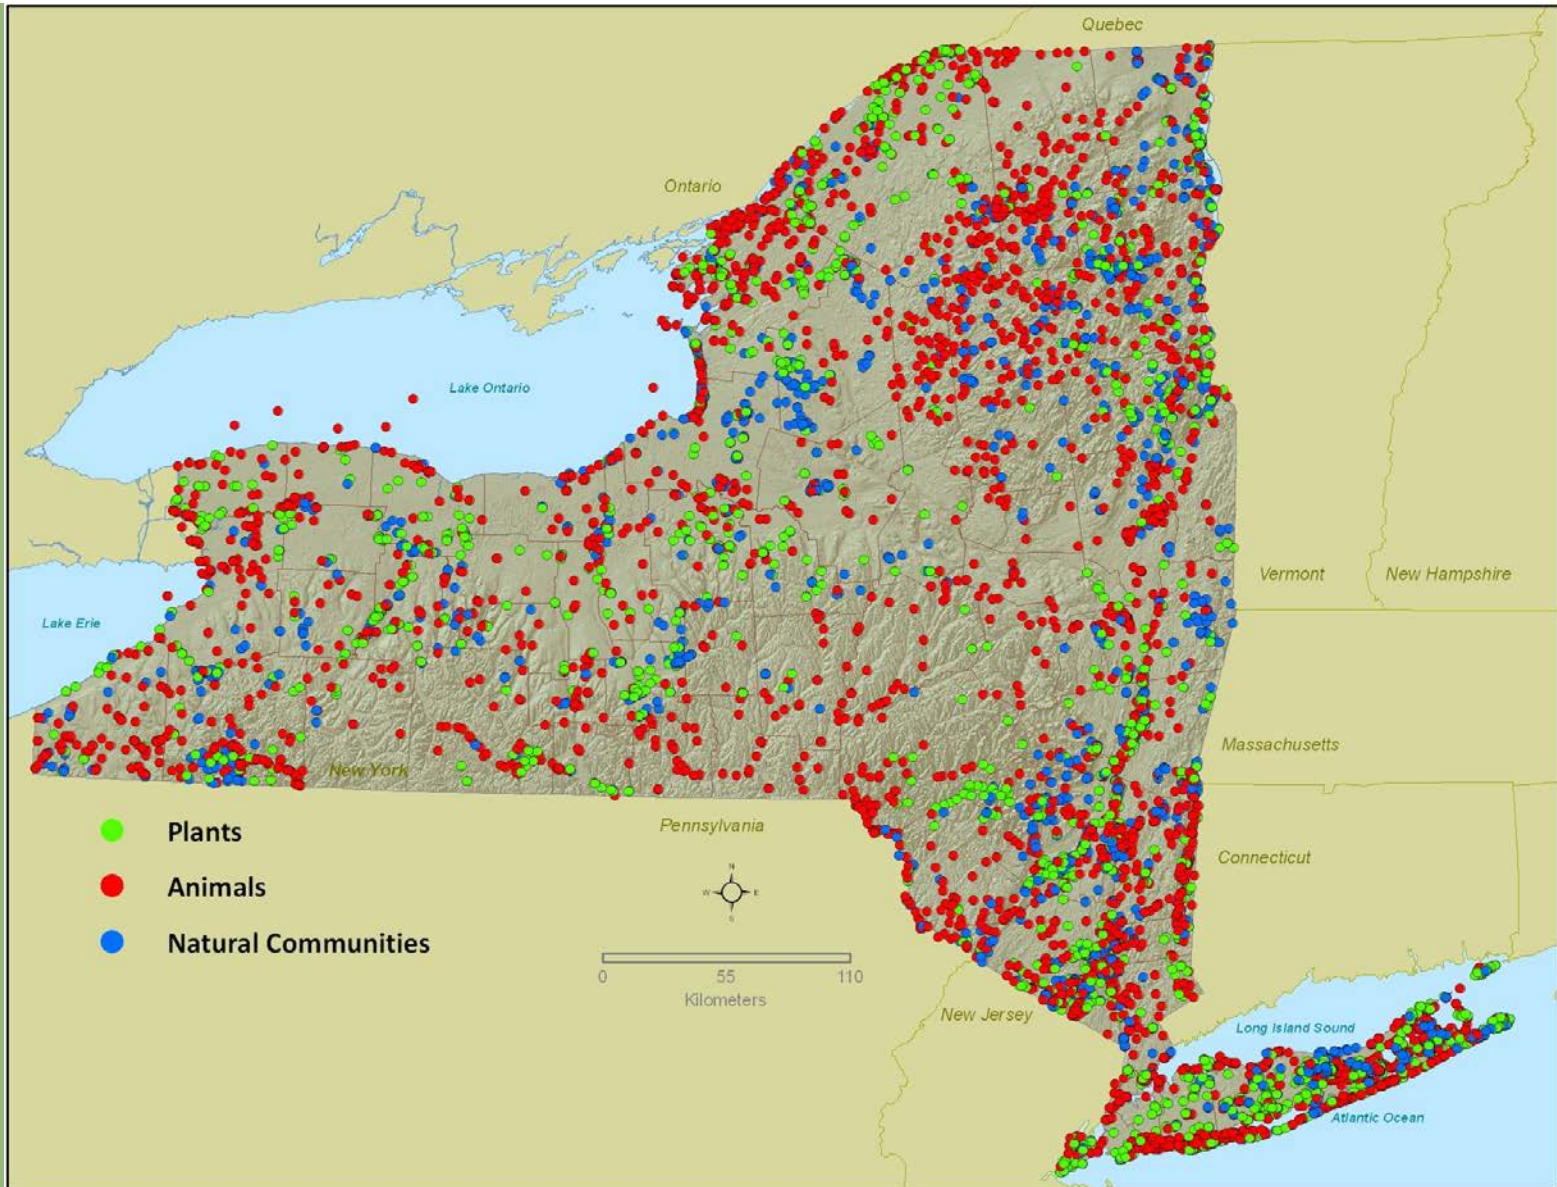 Quebec
Ontario
Lake Ontario
Vermont
New Hampshire
Lake Erie
Massachusetts
New York
Plants
Pennsylvania
Connecticut
N
W
E
S
Animals
Natural Communities
0 55 110
Kilometers
New Jersey
Long Island Sound
Atlantic Ocean